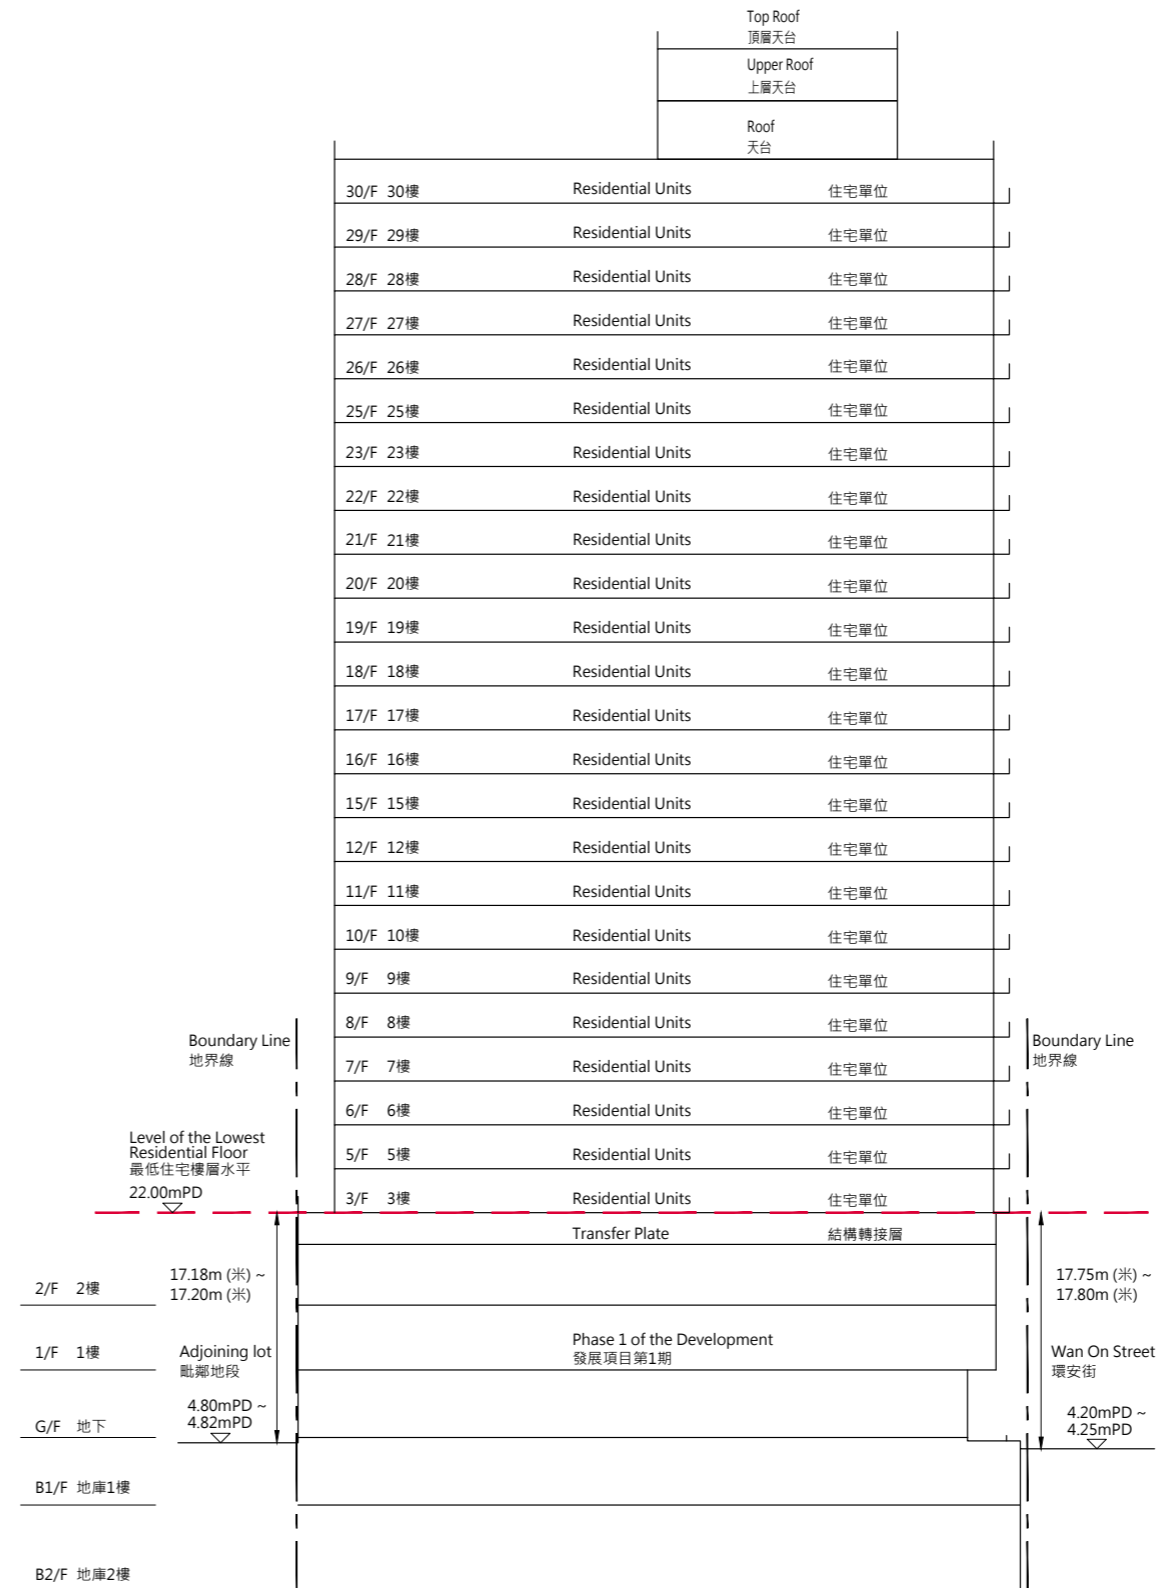 Top Roof
頂層天台
Upper Roof
上層天台
Roof
天台
30/F 30樓 Residential Units 住宅單位
29/F 29樓 Residential Units 住宅單位
28/F 28樓 Residential Units 住宅單位
27/F 27樓 Residential Units 住宅單位
26/F 26樓 Residential Units 住宅單位
25/F 25樓 Residential Units 住宅單位
23/F 23樓 Residential Units 住宅單位
22/F 22樓 Residential Units 住宅單位
21/F 21樓 Residential Units 住宅單位
20/F 20樓 Residential Units 住宅單位
19/F 19樓 Residential Units 住宅單位
18/F 18樓 Residential Units 住宅單位
17/F 17樓 Residential Units 住宅單位
16/F 16樓 Residential Units 住宅單位
15/F 15樓 Residential Units 住宅單位
12/F 12樓 Residential Units 住宅單位
11/F 11樓 Residential Units 住宅單位
10/F 10樓 Residential Units 住宅單位
9/F 9樓 Residential Units 住宅單位
8/F 8樓 Residential Units 住宅單位
Boundary Line
地界線
Boundary Line
地界線
7/F 7樓 Residential Units 住宅單位
6/F 6樓 Residential Units 住宅單位
Level of the Lowest
Residential Floor
最低住宅樓層水平
22.00mPD
5/F 5樓 Residential Units 住宅單位
3/F 3樓 Residential Units 住宅單位
Transfer Plate 結構轉接層
2/F 2樓
17.18m (米) ~
17.20m (米)
17.75m (米) ~
17.80m (米)
1/F 1樓
Adjoining lot
毗鄰地段
Phase 1 of the Development
發展項目第1期
Wan On Street
環安街
G/F 地下
4.80mPD ~
4.82mPD
4.20mPD ~
4.25mPD
B1/F 地庫1樓
B2/F 地庫2樓